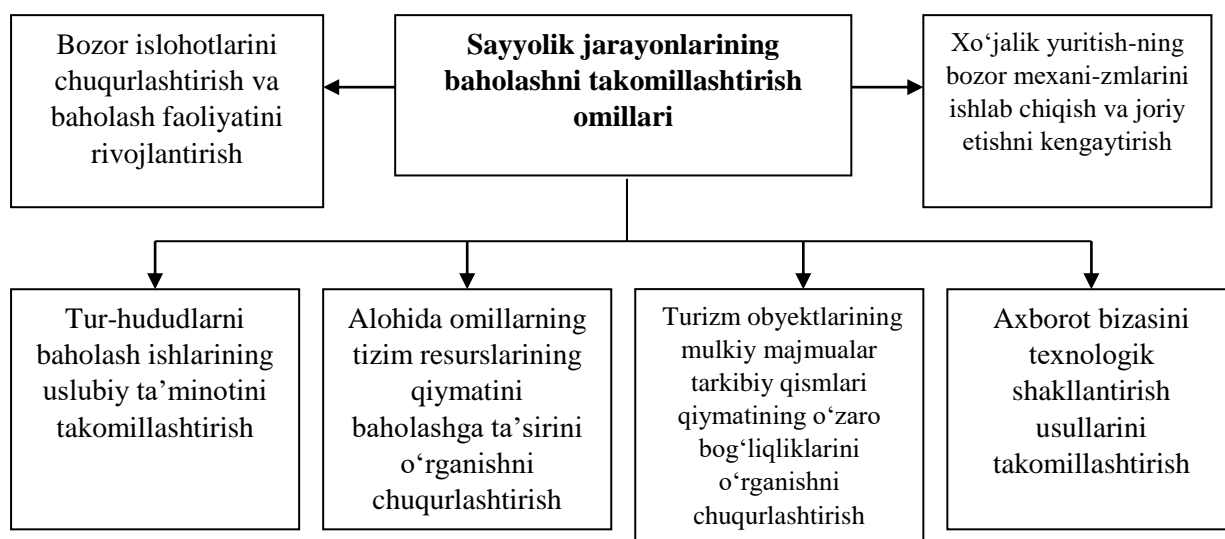 Bozor islohotlarini
chuqurlashtirish va
baholash faoliyatini
rivojlantirish
Sayyolik jarayonlarining
baholashni takomillashtirish
omillari
Xo‘jalik yuritish-ning
bozor mexani-zmlarini
ishlab chiqish va joriy
etishni kengaytirish
Tur-hududlarni
baholash ishlarining
uslubiy ta’minotini
takomillashtirish
Alohida omillarning
tizim resurslarining
qiymatini
baholashga ta’sirini
o‘rganishni
chuqurlashtirish
Turizm obyektlarining
mulkiy majmualar
tarkibiy qismlari
qiymatining o‘zaro
bog‘liqliklarini
o‘rganishni
chuqurlashtirish
Axborot bizasini
texnologik
shakllantirish
usullarini
takomillashtirish